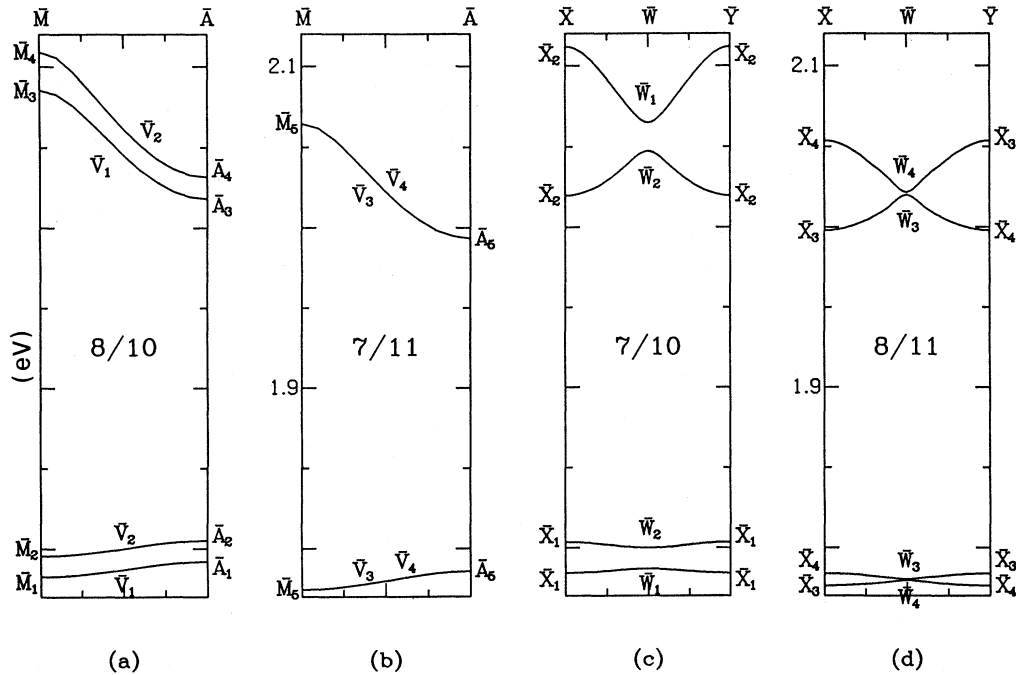 M̄ Ā
M̄₄
M̄₃
V̄₂
V̄₁
Ā₄
Ā₃
(eV)
8/10
V̄₂
Ā₂
M̄₂
Ā₁
M̄₁
V̄₁
(a)
M̄ Ā
2.1
M̄₅
V̄₄
V̄₃
Ā₅
7/11
1.9
V̄₃ V̄₄ Ā₅
M̄₅
(b)
X̄ W̄ Ȳ
X̄₂ X̄₂
W̄₁
W̄₂
X̄₂ X̄₂
7/10
X̄₁ W̄₂ X̄₁
X̄₁ W̄₁ X̄₁
(c)
X̄ W̄ Ȳ
2.1
X̄₄ X̄₃
W̄₄
W̄₃
X̄₃ X̄₄
8/11
1.9
X̄₄ W̄₃ X̄₃
X̄₃ W̄₄ X̄₄
(d)